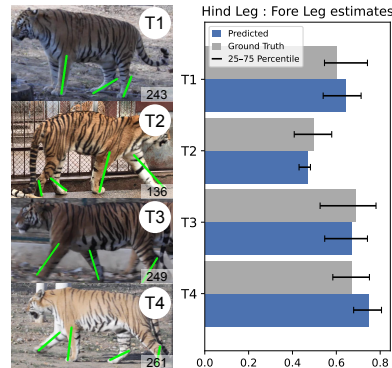 T1
243
T2
136
T3
249
T4
261
Hind Leg : Fore Leg estimates
Predicted
Ground Truth
25–75 Percentile
T1
T2
T3
T4
0.0 0.2 0.4 0.6 0.8